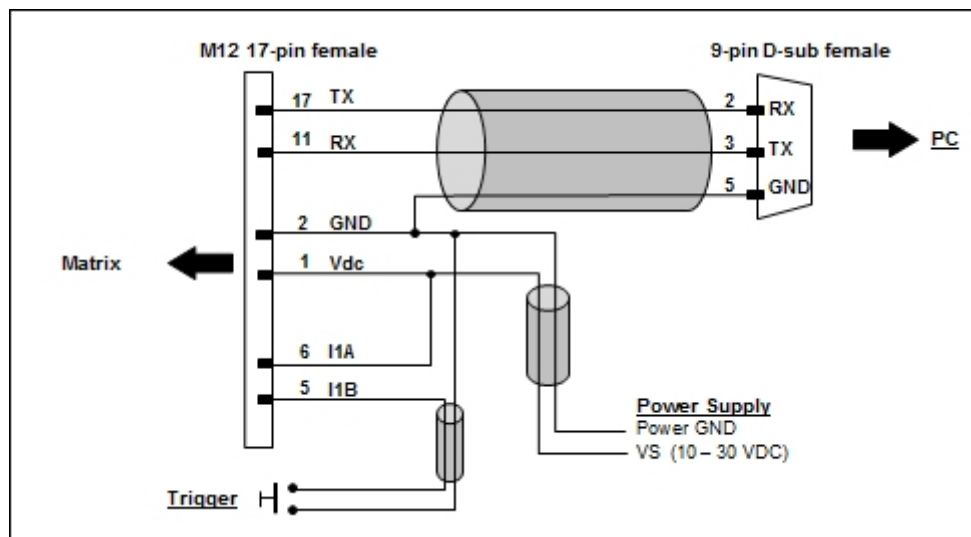 M12 17-pin female 9-pin D-sub female
17 TX 2 RX
11 RX 3 TX
PC
5 GND
2 GND
Matrix
1 Vdc
6 I1A
5 I1B
Power Supply
Power GND
VS (10 – 30 VDC)
Trigger